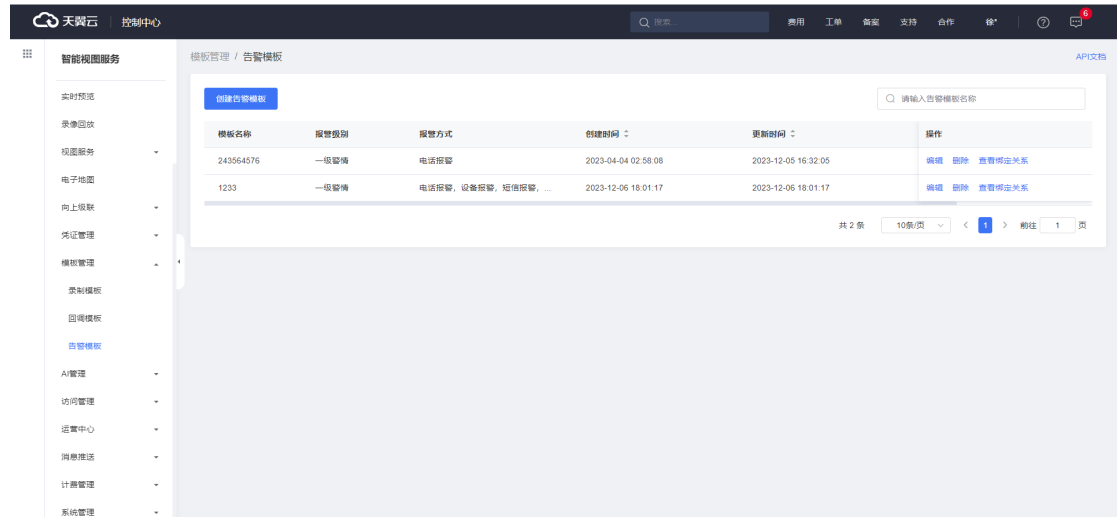 天翼云 控制中心 搜索... 费用 工单 备案 支持 合作 徐* 6
智能视图服务
模板管理 / 告警模板 API文档
实时预览
录像回放
视图服务
电子地图
向上级联
凭证管理
模板管理
录制模板
回调模板
告警模板
AI管理
访问管理
运营中心
消息推送
计费管理
系统管理
创建告警模板 请输入告警模板名称
模板名称 报警级别 报警方式 创建时间 更新时间 操作
243564576 一级警情 电话报警 2023-04-04 02:58:08 2023-12-05 16:32:05 编辑 删除 查看绑定关系
1233 一级警情 电话报警，设备报警，短信报警，... 2023-12-06 18:01:17 2023-12-06 18:01:17 编辑 删除 查看绑定关系
共 2 条 10条/页 < 1 > 前往 1 页